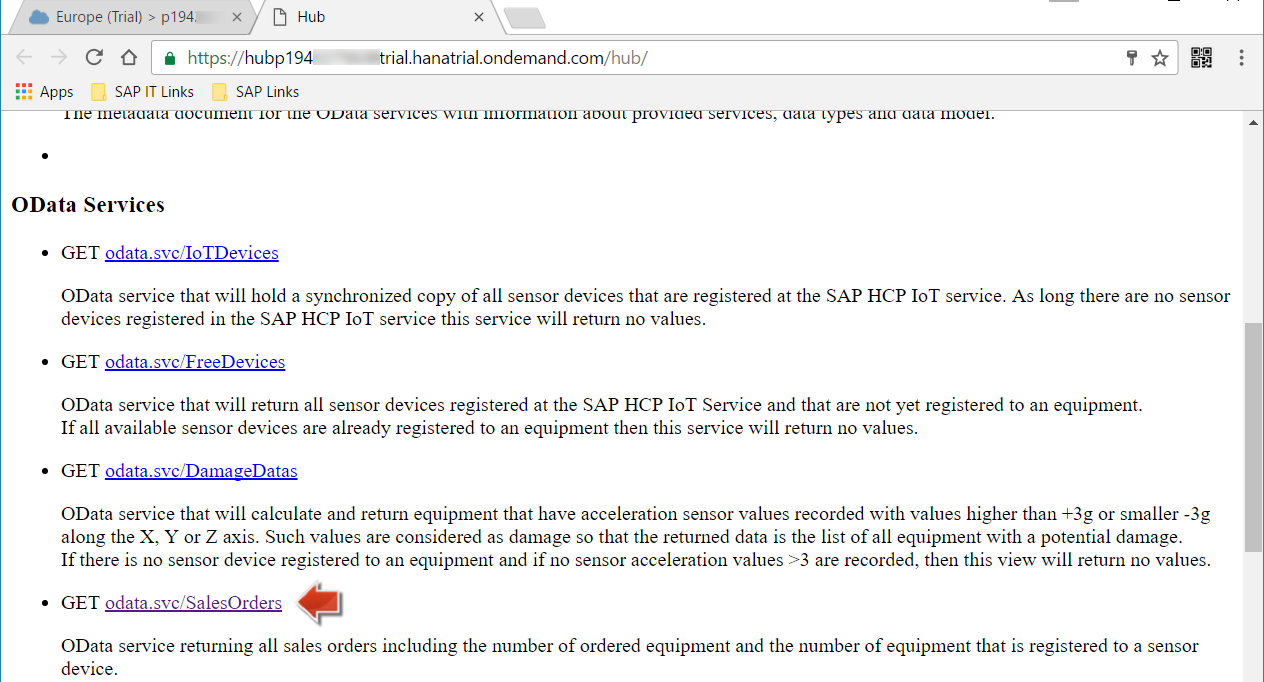 Europe (Trial) > p194.
Hub
https://hubp194 trial.hanatrial.ondemand.com/hub/
Apps
SAP IT Links
SAP Links
The metadata document for the OData services with information about provided services, data types and data model.
OData Services
GET odata.svc/IoTDevices
OData service that will hold a synchronized copy of all sensor devices that are registered at the SAP HCP IoT service. As long there are no sensor
devices registered in the SAP HCP IoT service this service will return no values.
GET odata.svc/FreeDevices
OData service that will return all sensor devices registered at the SAP HCP IoT Service and that are not yet registered to an equipment.
If all available sensor devices are already registered to an equipment then this service will return no values.
GET odata.svc/DamageDatas
OData service that will calculate and return equipment that have acceleration sensor values recorded with values higher than +3g or smaller -3g
along the X, Y or Z axis. Such values are considered as damage so that the returned data is the list of all equipment with a potential damage.
If there is no sensor device registered to an equipment and if no sensor acceleration values >3 are recorded, then this view will return no values.
GET odata.svc/SalesOrders
OData service returning all sales orders including the number of ordered equipment and the number of equipment that is registered to a sensor
device.